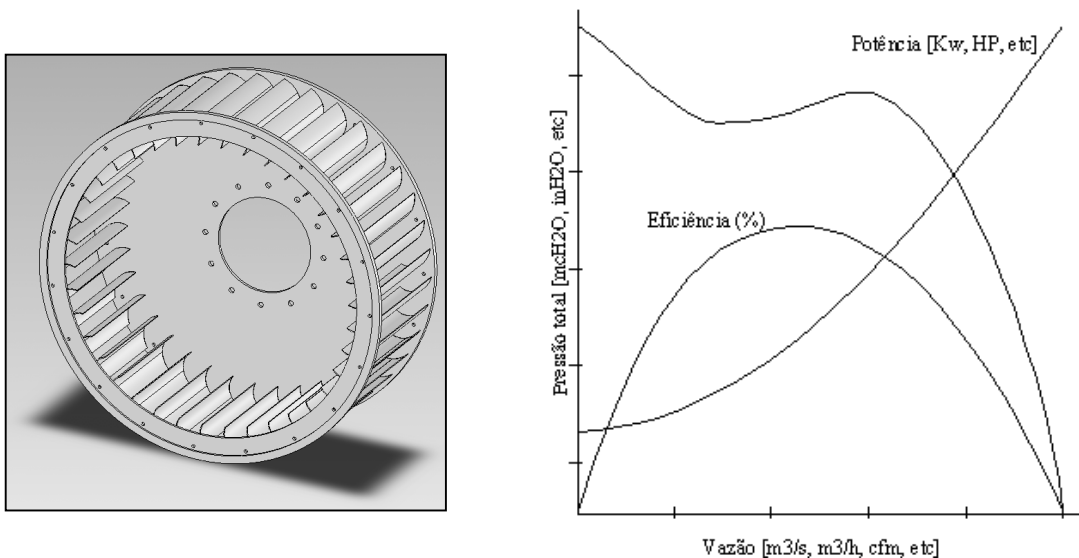 Potência [Kw, HP, etc]
Eficiência (%)
Pressão total [mcH2O, inH2O, etc]
Vazão [m3/s, m3/h, cfm, etc]